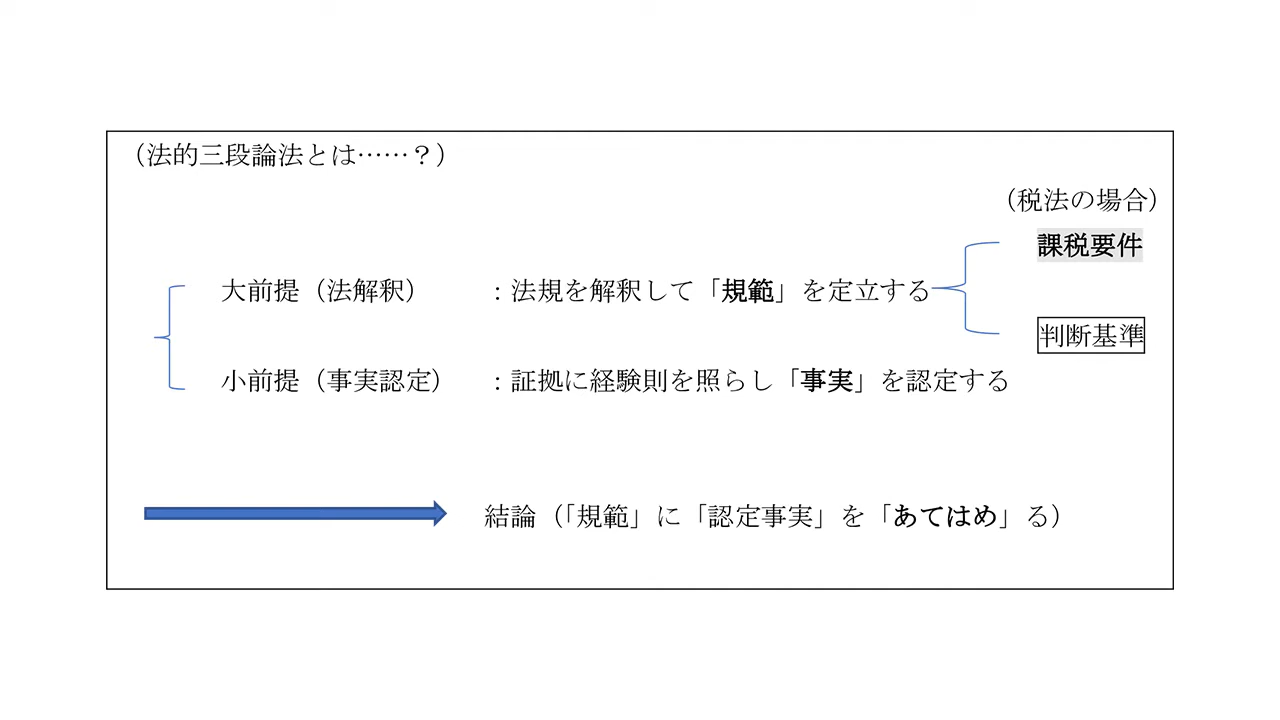 （法的三段論法とは……？）
（税法の場合）
課税要件
大前提（法解釈）　　：法規を解釈して「規範」を定立する
判断基準
小前提（事実認定）　：証拠に経験則を照らし「事実」を認定する
結論（「規範」に「認定事実」を「あてはめ」る）